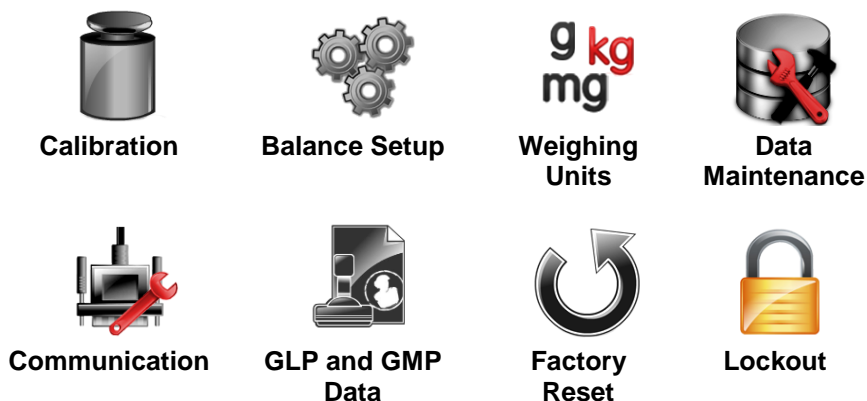 g kg
mg
Calibration
Balance Setup
Weighing
Units
Data
Maintenance
Communication
GLP and GMP
Data
Factory
Reset
Lockout